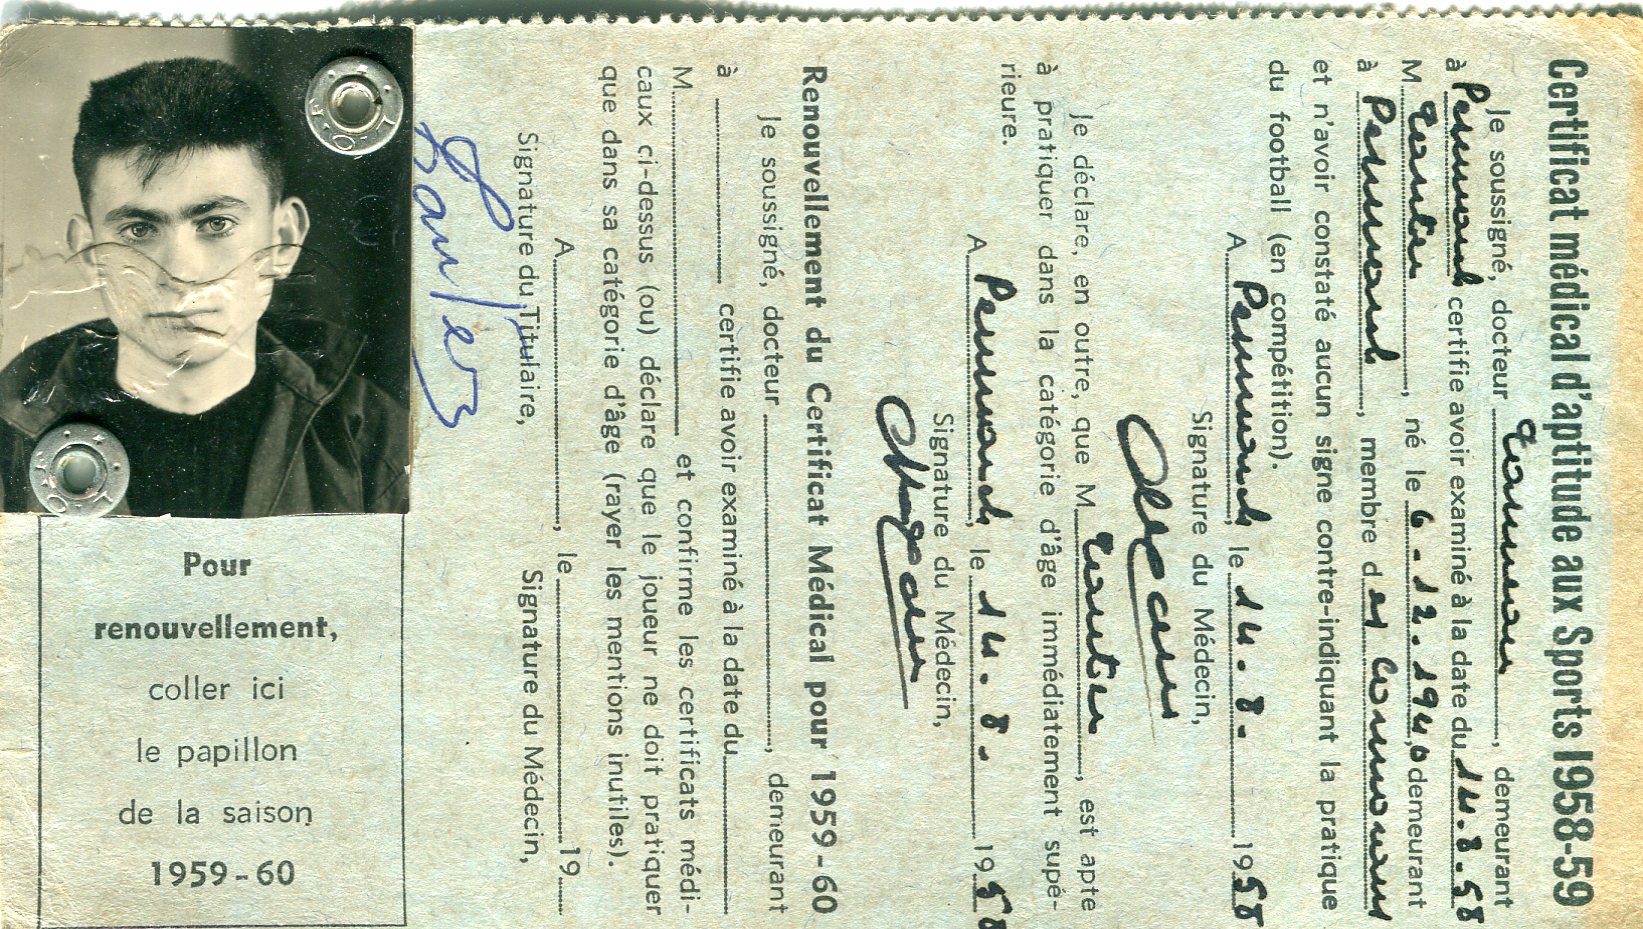 Certificat médical d'aptitude aux Sports 1958-59
Je soussigné, docteur , demeurant
à certifie avoir examiné à la date du 14.8.58
M , né le 6.12.1940 demeurant
à , membre d
et n'avoir constaté aucun signe contre-indiquant la pratique
du football (en compétition).
A , le 14.8. 1958
Signature du Médecin,
Je déclare, en outre, que M , est apte
à pratiquer dans la catégorie d'âge immédiatement supé-
rieure.
A , le 14.8. 1958
Signature du Médecin,
Renouvellement du Certificat Médical pour 1959-60
Je soussigné, docteur , demeurant
à certifie avoir examiné à la date du
M et confirme les certificats médi-
caux ci-dessus (ou) déclare que le joueur ne doit pratiquer
que dans sa catégorie d'âge (rayer les mentions inutiles).
A , le 19
Signature du Titulaire, Signature du Médecin,
Pour
renouvellement,
coller ici
le papillon
de la saison
1959-60